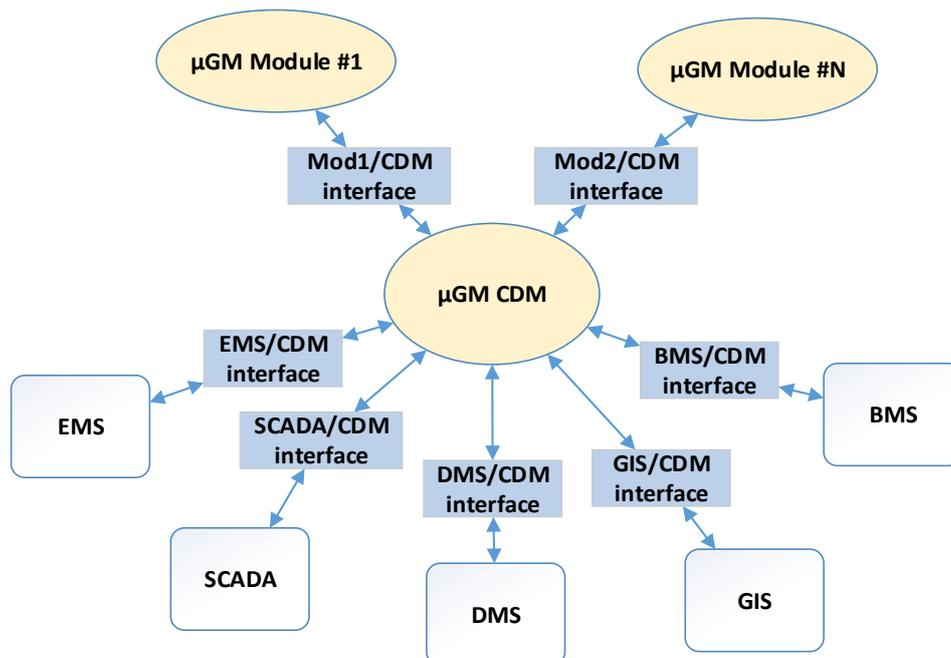 µGM Module #1
µGM Module #N
Mod1/CDM
interface
Mod2/CDM
interface
µGM CDM
EMS/CDM
interface
BMS/CDM
interface
EMS
SCADA/CDM
interface
BMS
DMS/CDM
interface
GIS/CDM
interface
SCADA
DMS
GIS